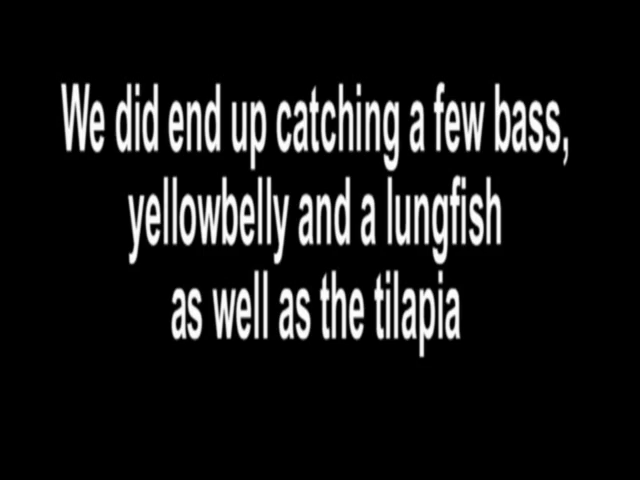 We did end up catching a few bass,
yellowbelly and a lungfish
as well as the tilapia